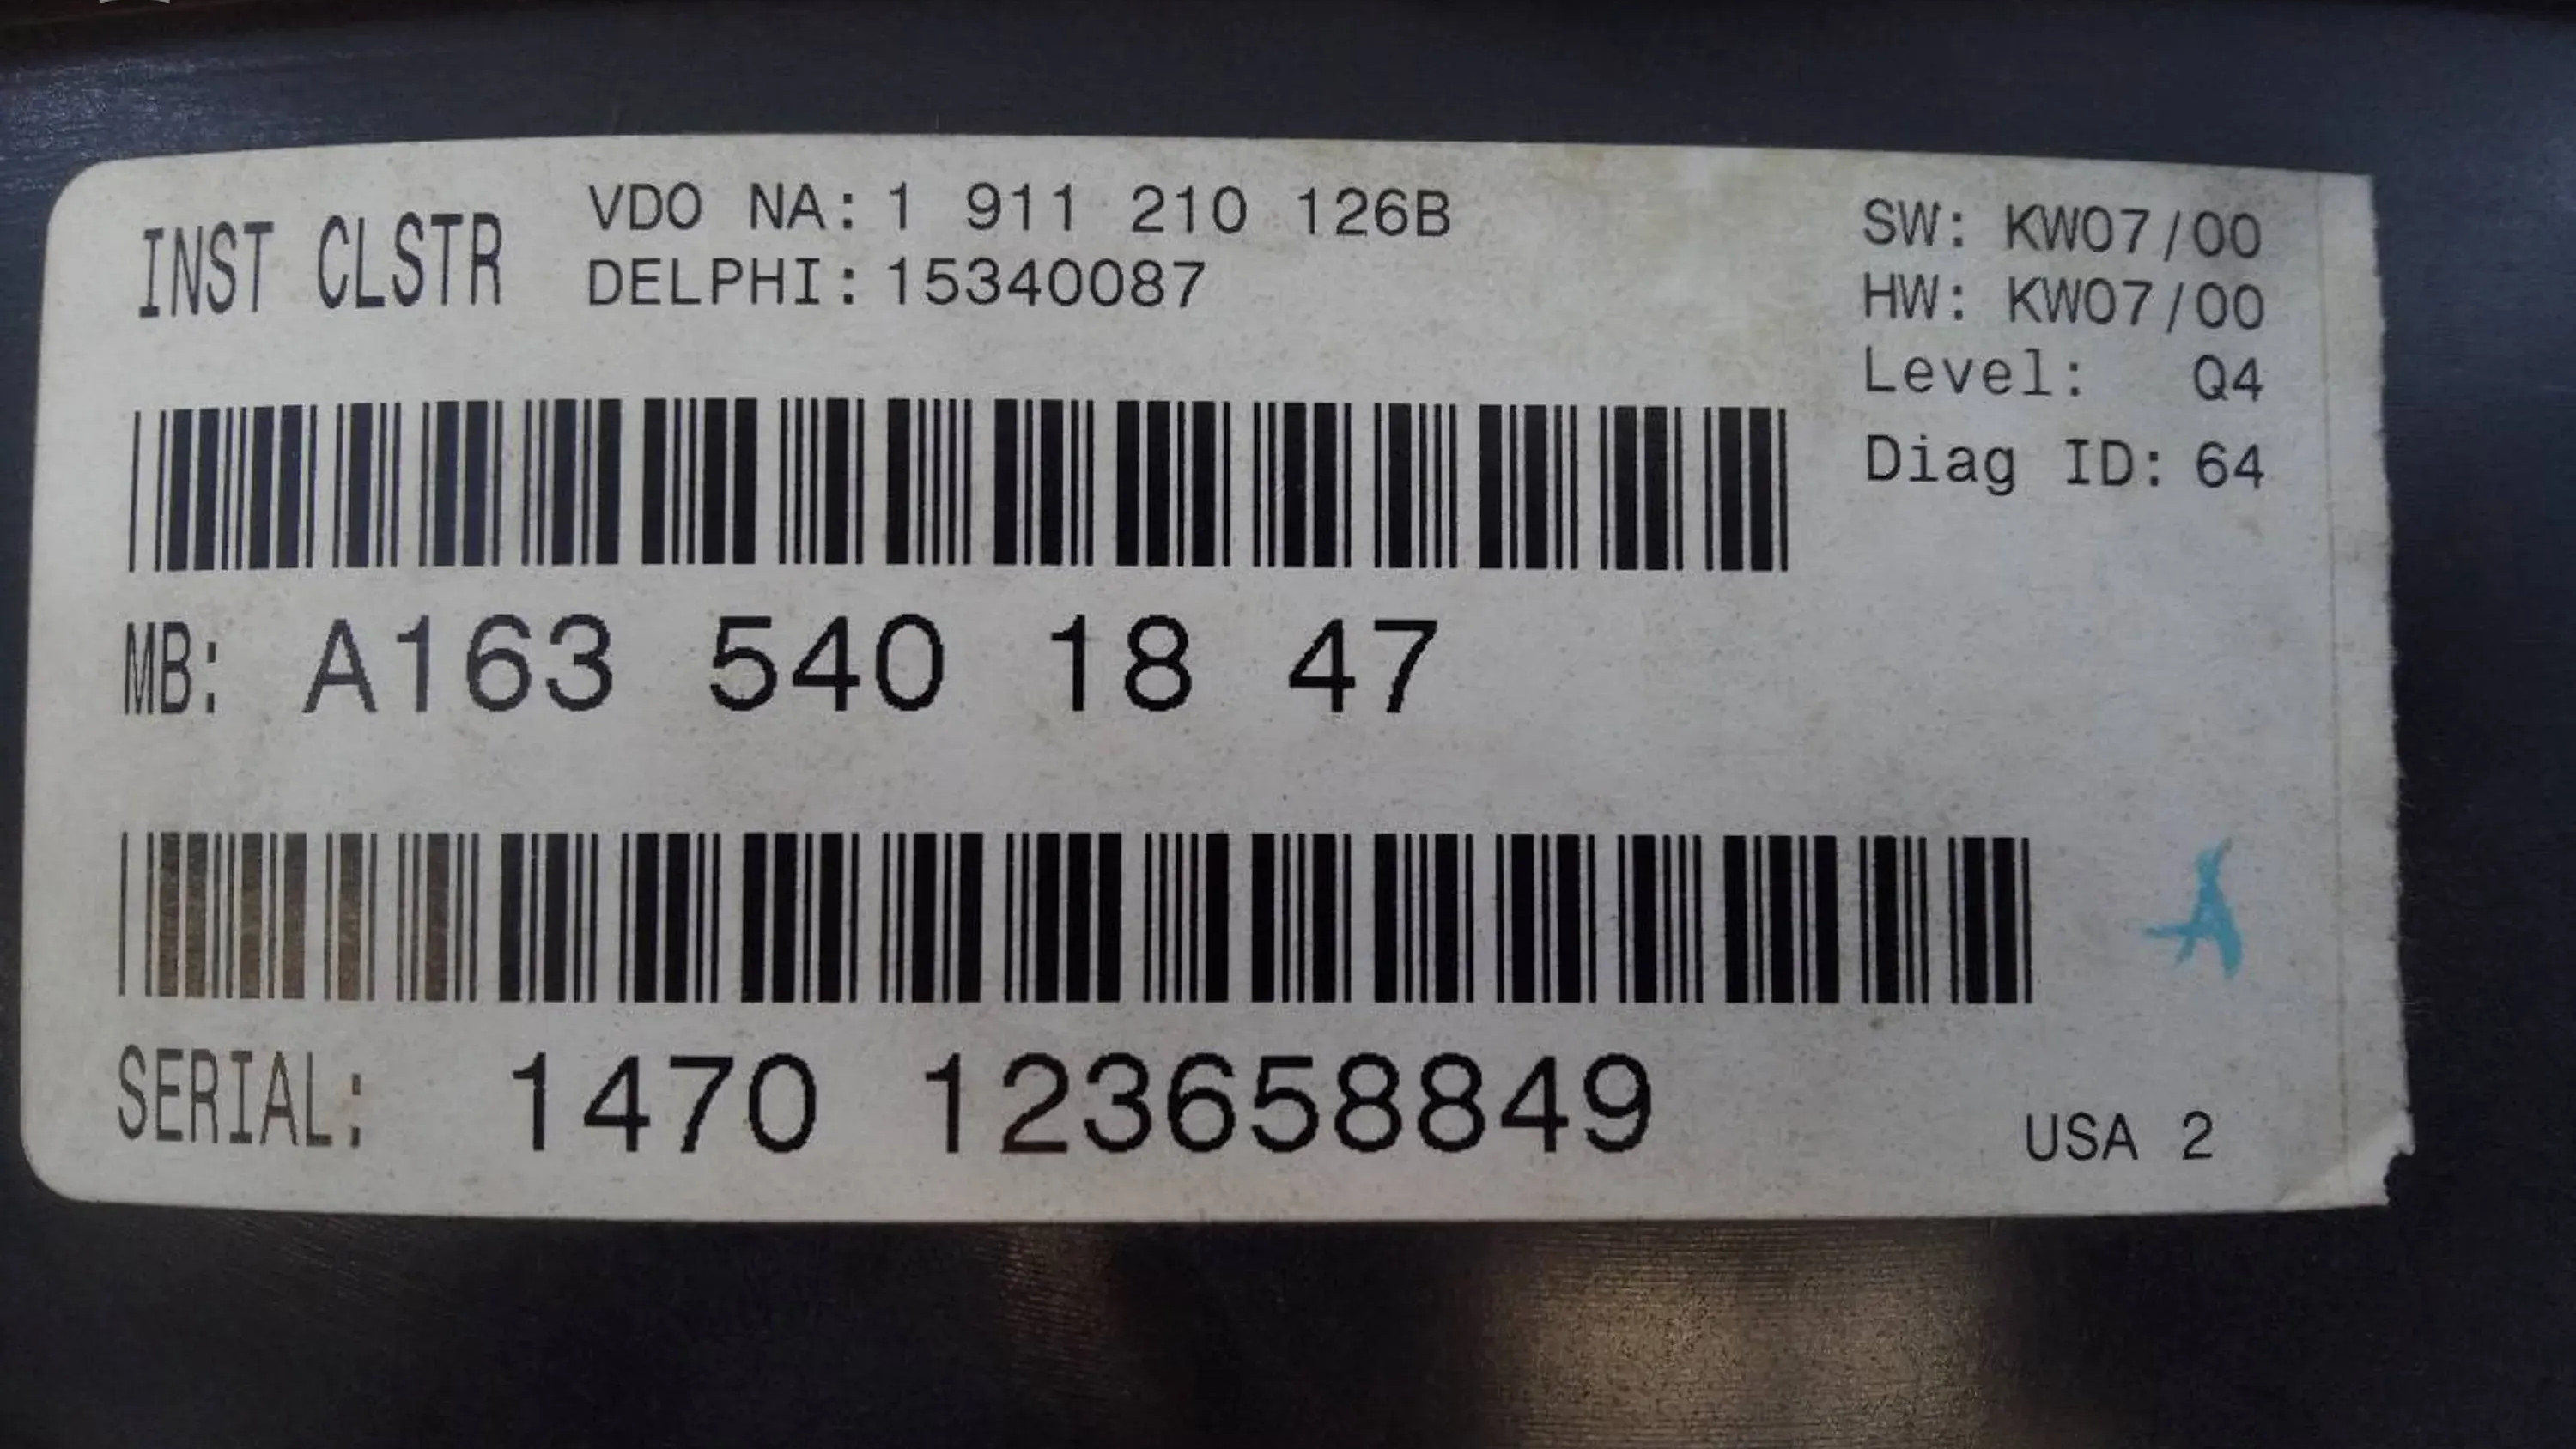 INST CLSTR
VDO NA: 1 911 210 126B
DELPHI: 15340087
SW: KW07/00
HW: KW07/00
Level: Q4
Diag ID: 64
MB: A163 540 18 47
SERIAL: 1470 123658849
USA 2